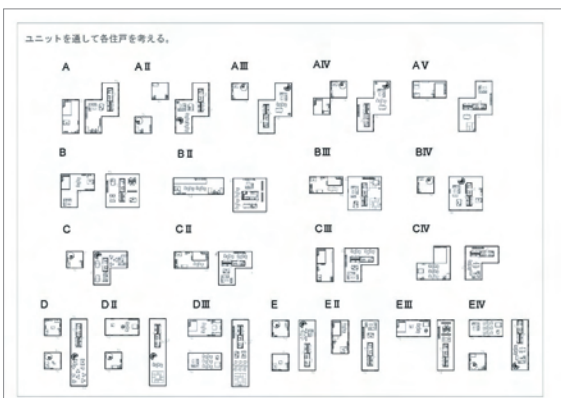 ユニットを通して各住戸を考える。
A AⅡ AⅢ AⅣ AⅤ
B BⅡ BⅢ BⅣ
C CⅡ CⅢ CⅣ
D DⅡ DⅢ E EⅡ EⅢ EⅣ